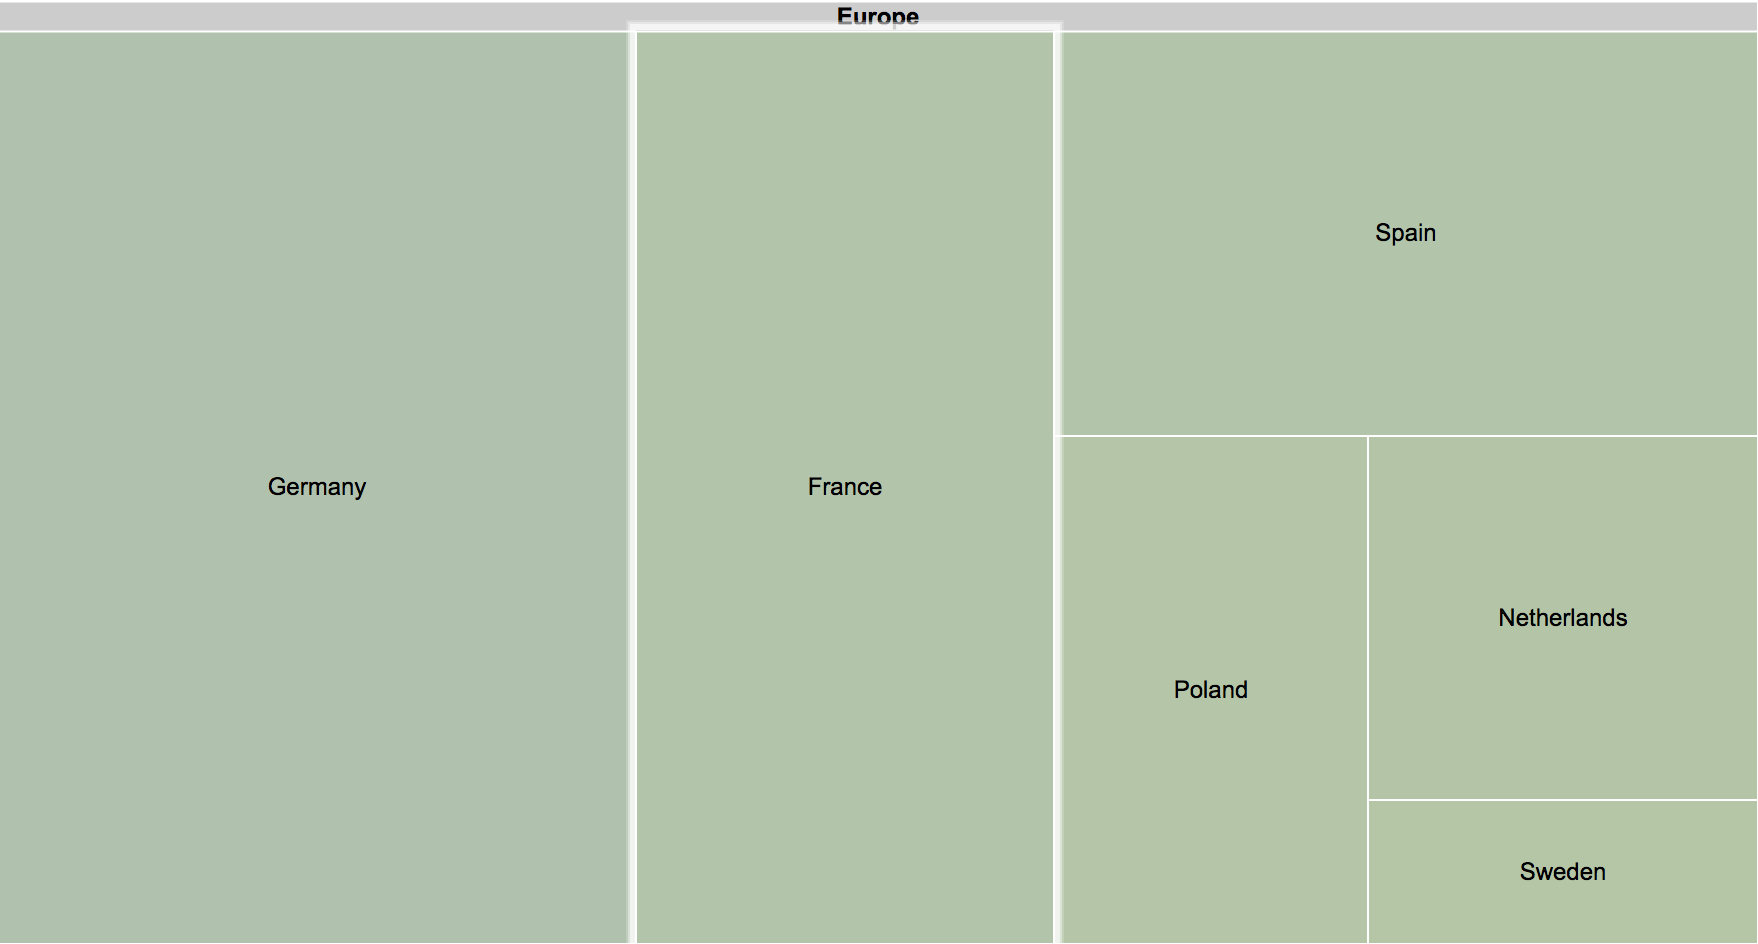 Europe
Germany
France
Spain
Poland
Netherlands
Sweden